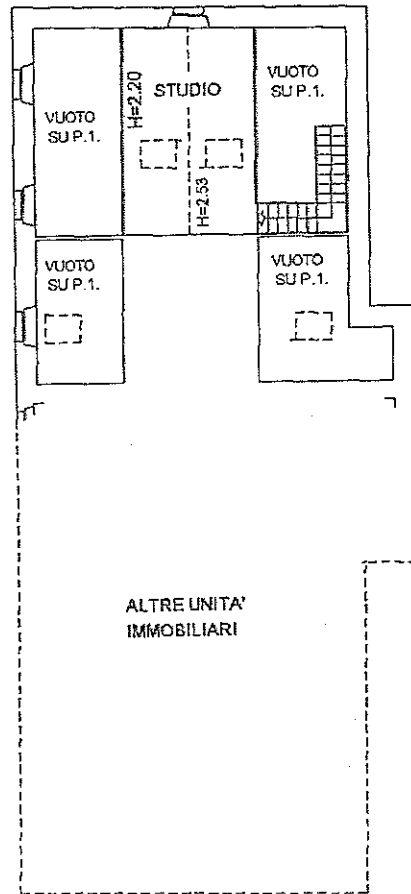 VUOTO
SU P.1.
H=2.20
STUDIO
H=2.53
VUOTO
SU P.1.
VUOTO
SU P.1.
VUOTO
SU P.1.
ALTRE UNITA'
IMMOBILIARI